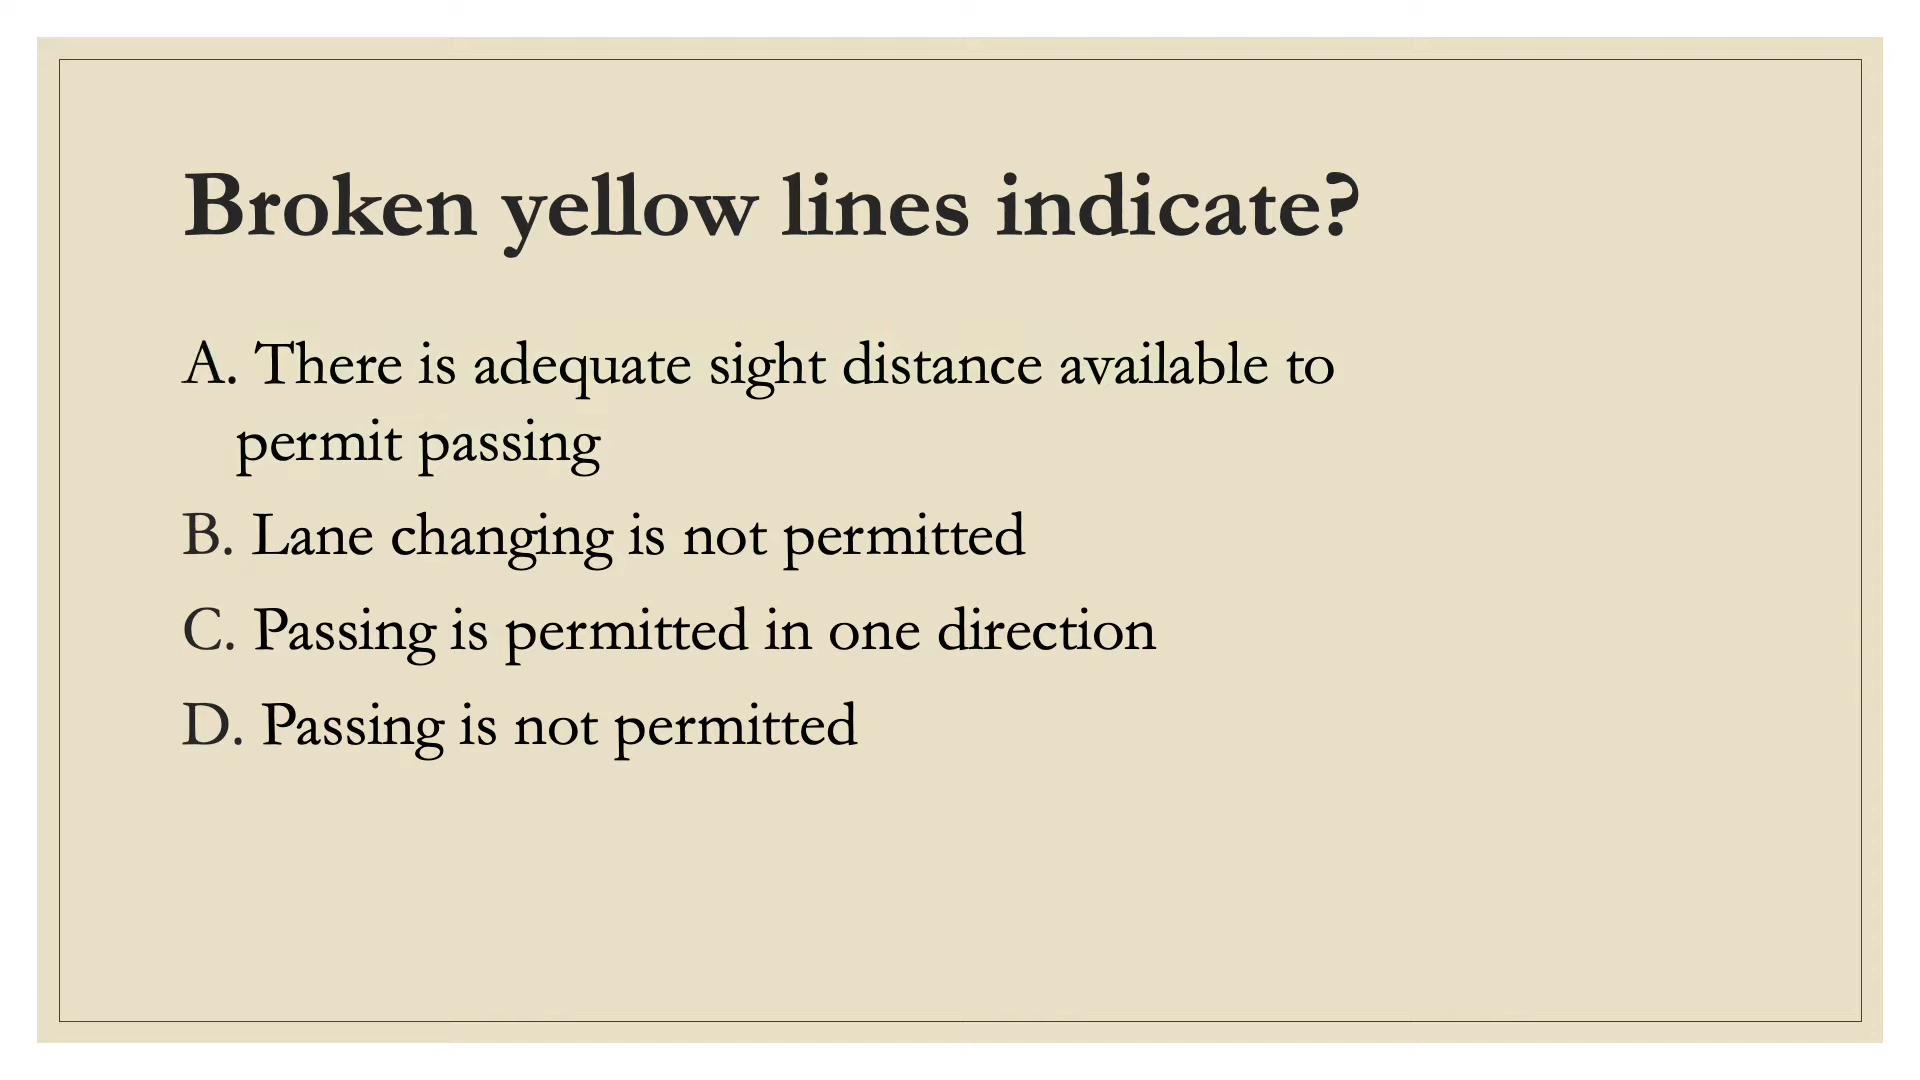 Broken yellow lines indicate?
A. There is adequate sight distance available to
permit passing
B. Lane changing is not permitted
C. Passing is permitted in one direction
D. Passing is not permitted